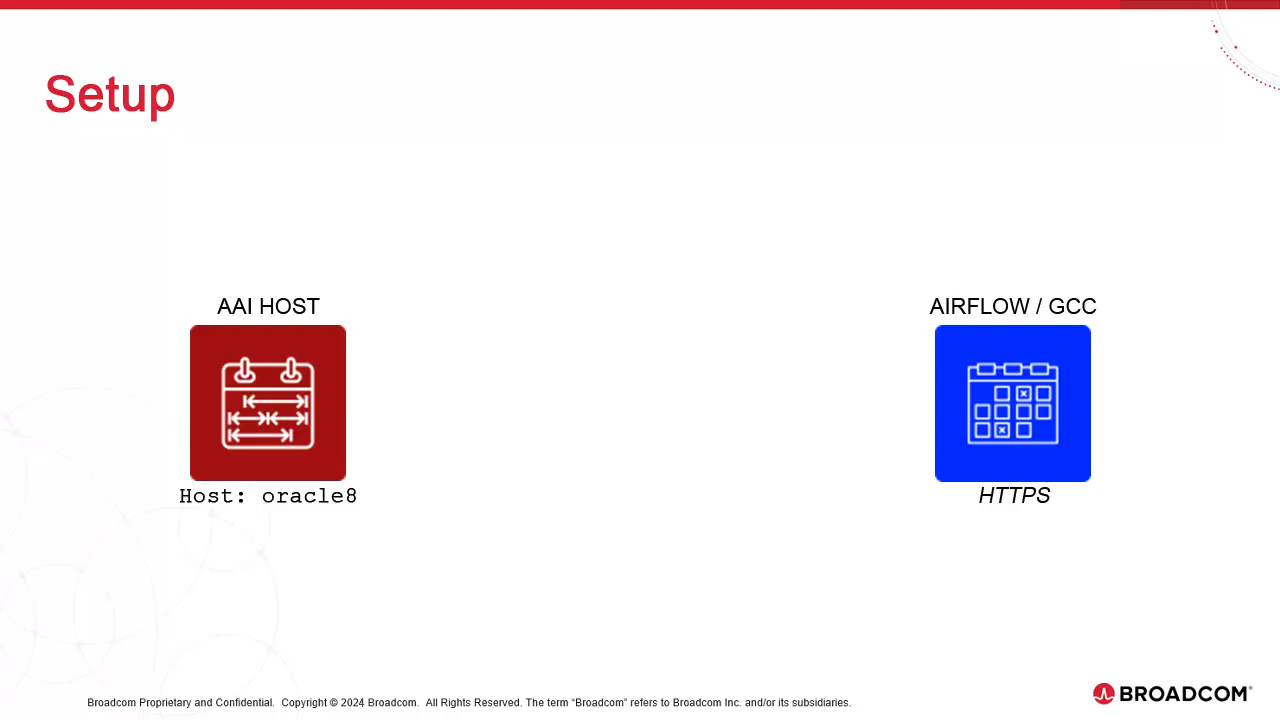 Setup
AAI HOST
AIRFLOW / GCC
Host: oracle8
HTTPS
Broadcom Proprietary and Confidential.  Copyright © 2024 Broadcom.  All Rights Reserved. The term “Broadcom” refers to Broadcom Inc. and/or its subsidiaries.
BROADCOM®